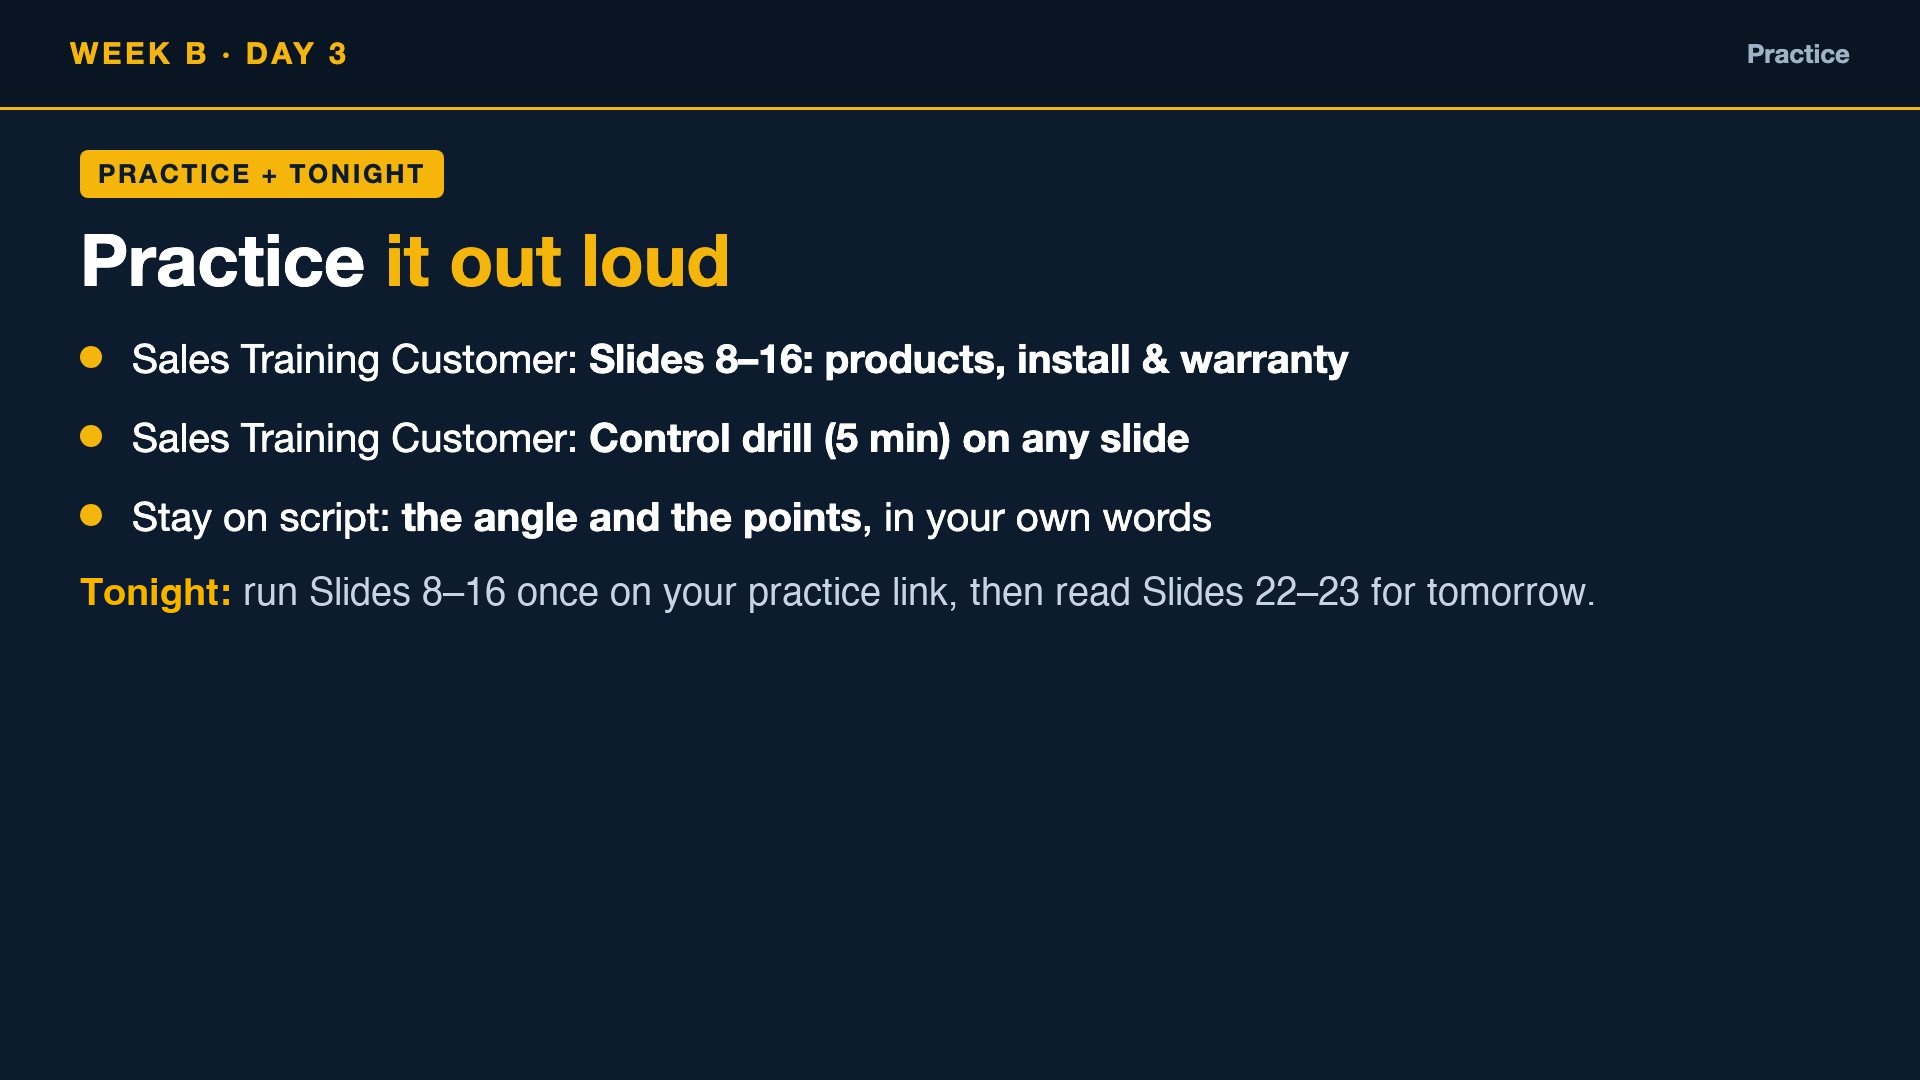 WEEK B · DAY 3
Practice
PRACTICE + TONIGHT
Practice it out loud
Sales Training Customer: Slides 8–16: products, install & warranty
Sales Training Customer: Control drill (5 min) on any slide
Stay on script: the angle and the points, in your own words
Tonight: run Slides 8–16 once on your practice link, then read Slides 22–23 for tomorrow.